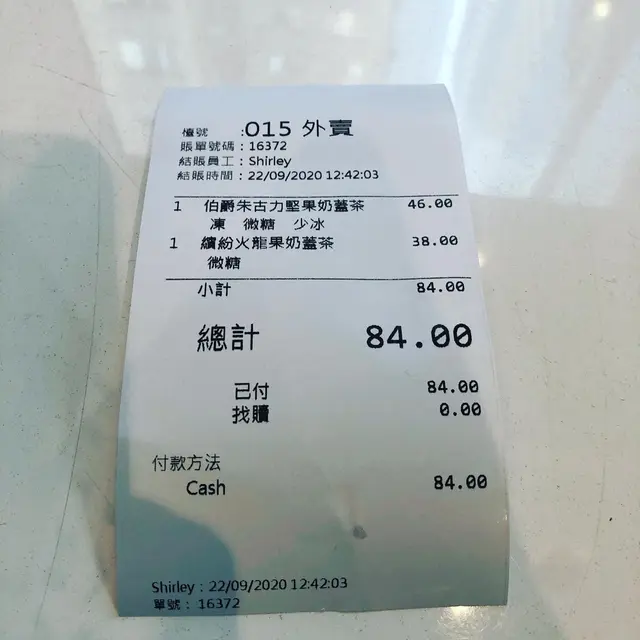 檯號 :015 外賣
賬單號碼：16372
結賬員工：Shirley
結賬時間：22/09/2020 12:42:03
1 伯爵朱古力堅果奶蓋茶 46.00
凍 微糖 少冰
1 繽紛火龍果奶蓋茶 38.00
微糖
小計 84.00
總計 84.00
已付 84.00
找贖 0.00
付款方法
Cash 84.00
Shirley : 22/09/2020 12:42:03
單號： 16372